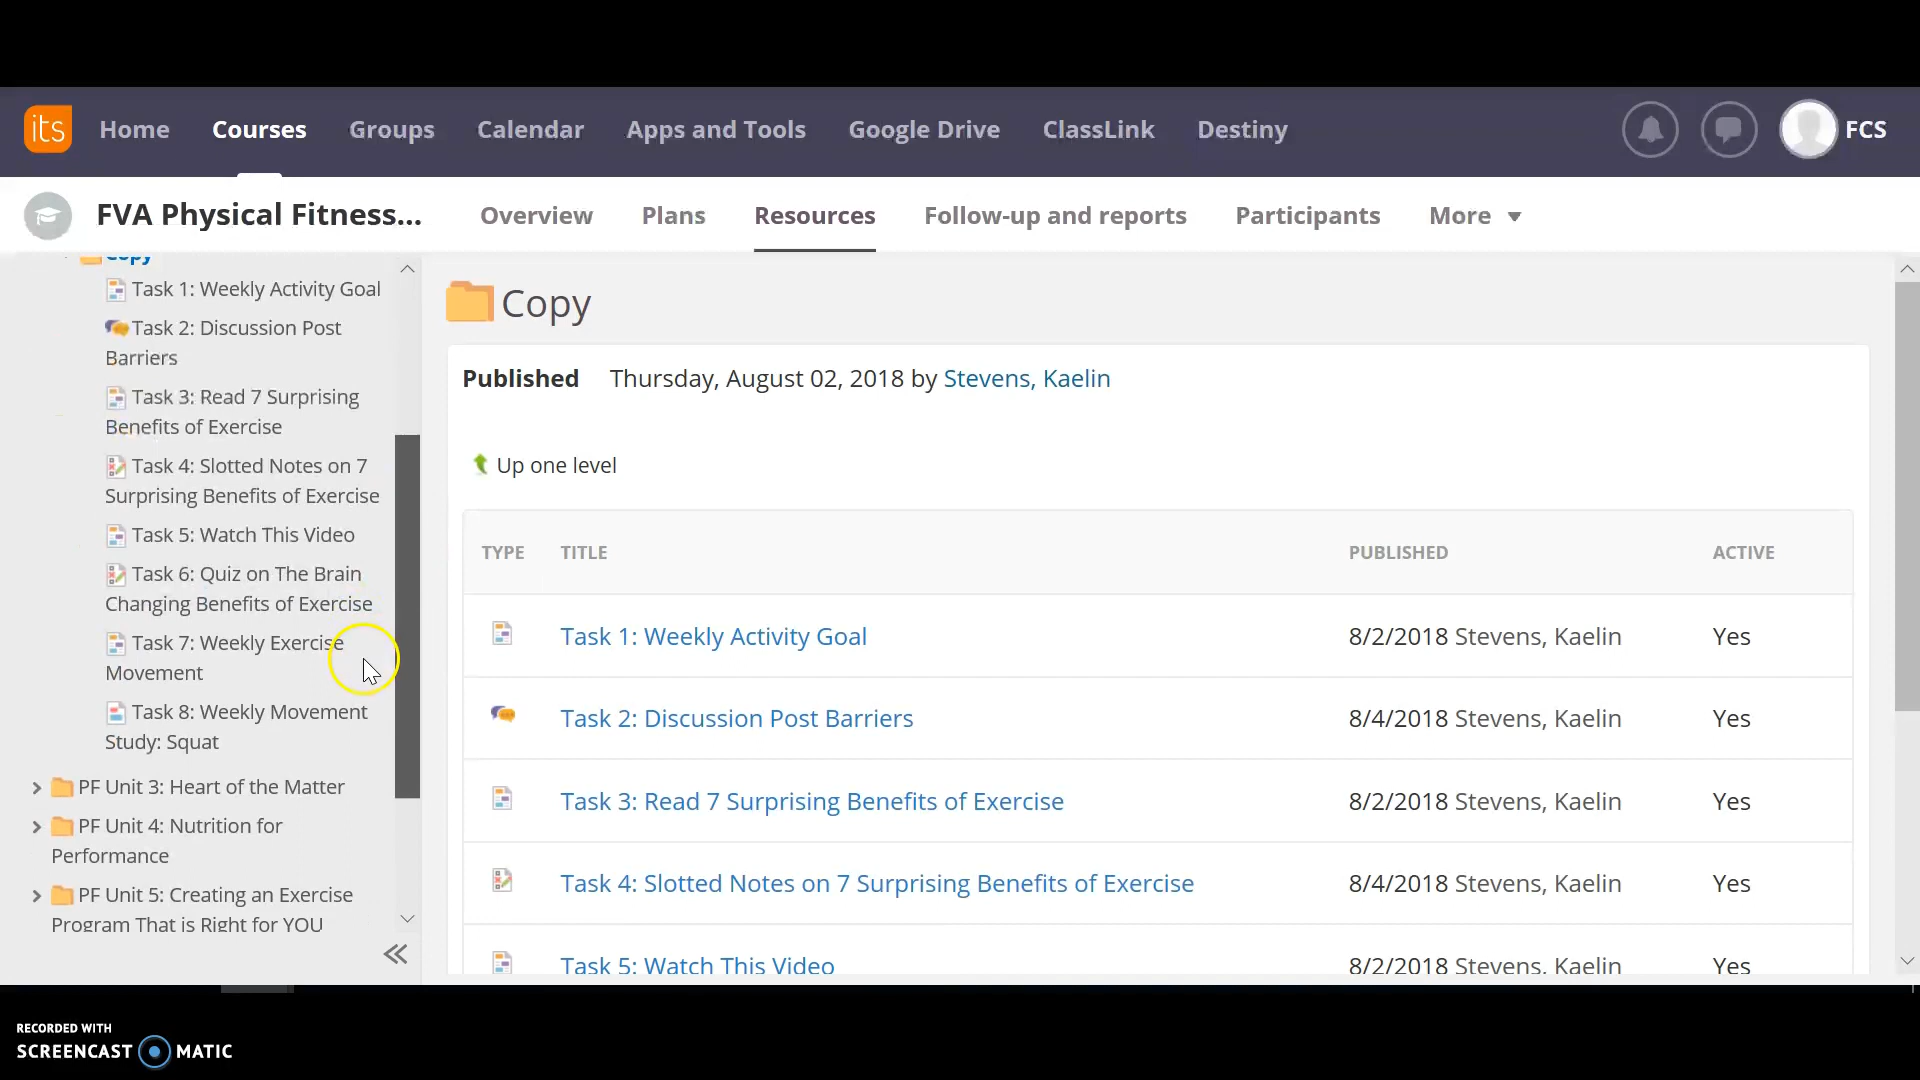 its Home Courses Groups Calendar Apps and Tools Google Drive ClassLink Destiny FCS
FVA Physical Fitness... Overview Plans Resources Follow-up and reports Participants More
Copy
Task 1: Weekly Activity Goal
Task 2: Discussion Post
Barriers
Task 3: Read 7 Surprising
Benefits of Exercise
Task 4: Slotted Notes on 7
Surprising Benefits of Exercise
Task 5: Watch This Video
Task 6: Quiz on The Brain
Changing Benefits of Exercise
Task 7: Weekly Exercise
Movement
Task 8: Weekly Movement
Study: Squat
PF Unit 3: Heart of the Matter
PF Unit 4: Nutrition for
Performance
PF Unit 5: Creating an Exercise
Program That is Right for YOU
Copy
Published Thursday, August 02, 2018 by Stevens, Kaelin
Up one level
TYPE TITLE PUBLISHED ACTIVE
Task 1: Weekly Activity Goal 8/2/2018 Stevens, Kaelin Yes
Task 2: Discussion Post Barriers 8/4/2018 Stevens, Kaelin Yes
Task 3: Read 7 Surprising Benefits of Exercise 8/2/2018 Stevens, Kaelin Yes
Task 4: Slotted Notes on 7 Surprising Benefits of Exercise 8/4/2018 Stevens, Kaelin Yes
Task 5: Watch This Video 8/2/2018 Stevens, Kaelin Yes
RECORDED WITH
SCREENCAST MATIC